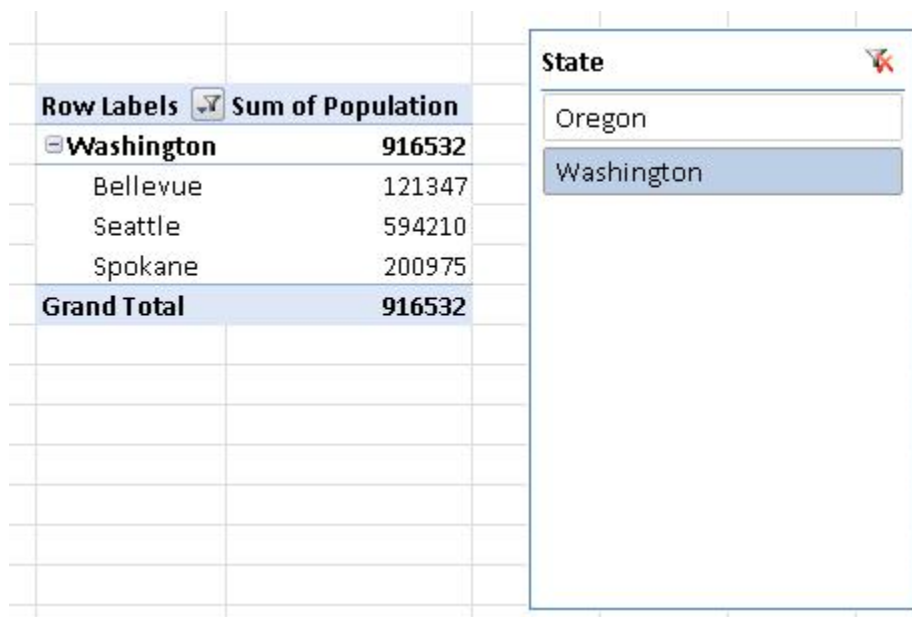 State
Row Labels Sum of Population
Washington 916532
Bellevue 121347
Seattle 594210
Spokane 200975
Grand Total 916532
Oregon
Washington